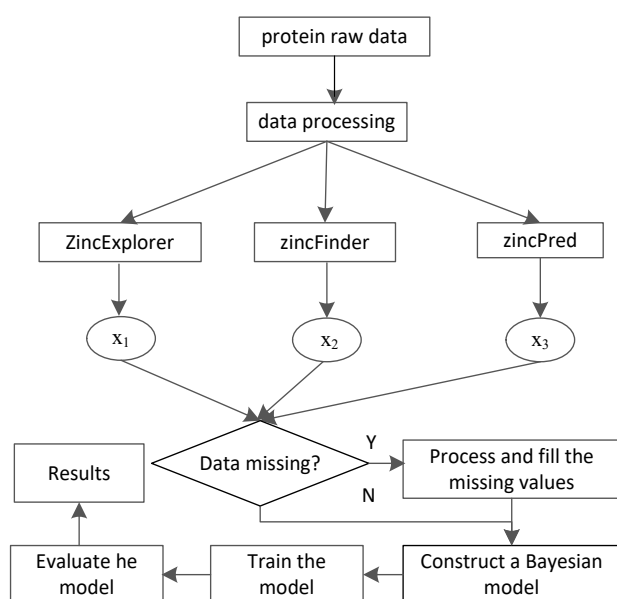 protein raw data
data processing
ZincExplorer
zincFinder
zincPred
x₁
x₂
x₃
Data missing?
Y
N
Process and fill the
missing values
Results
Evaluate he
model
Train the
model
Construct a Bayesian
model